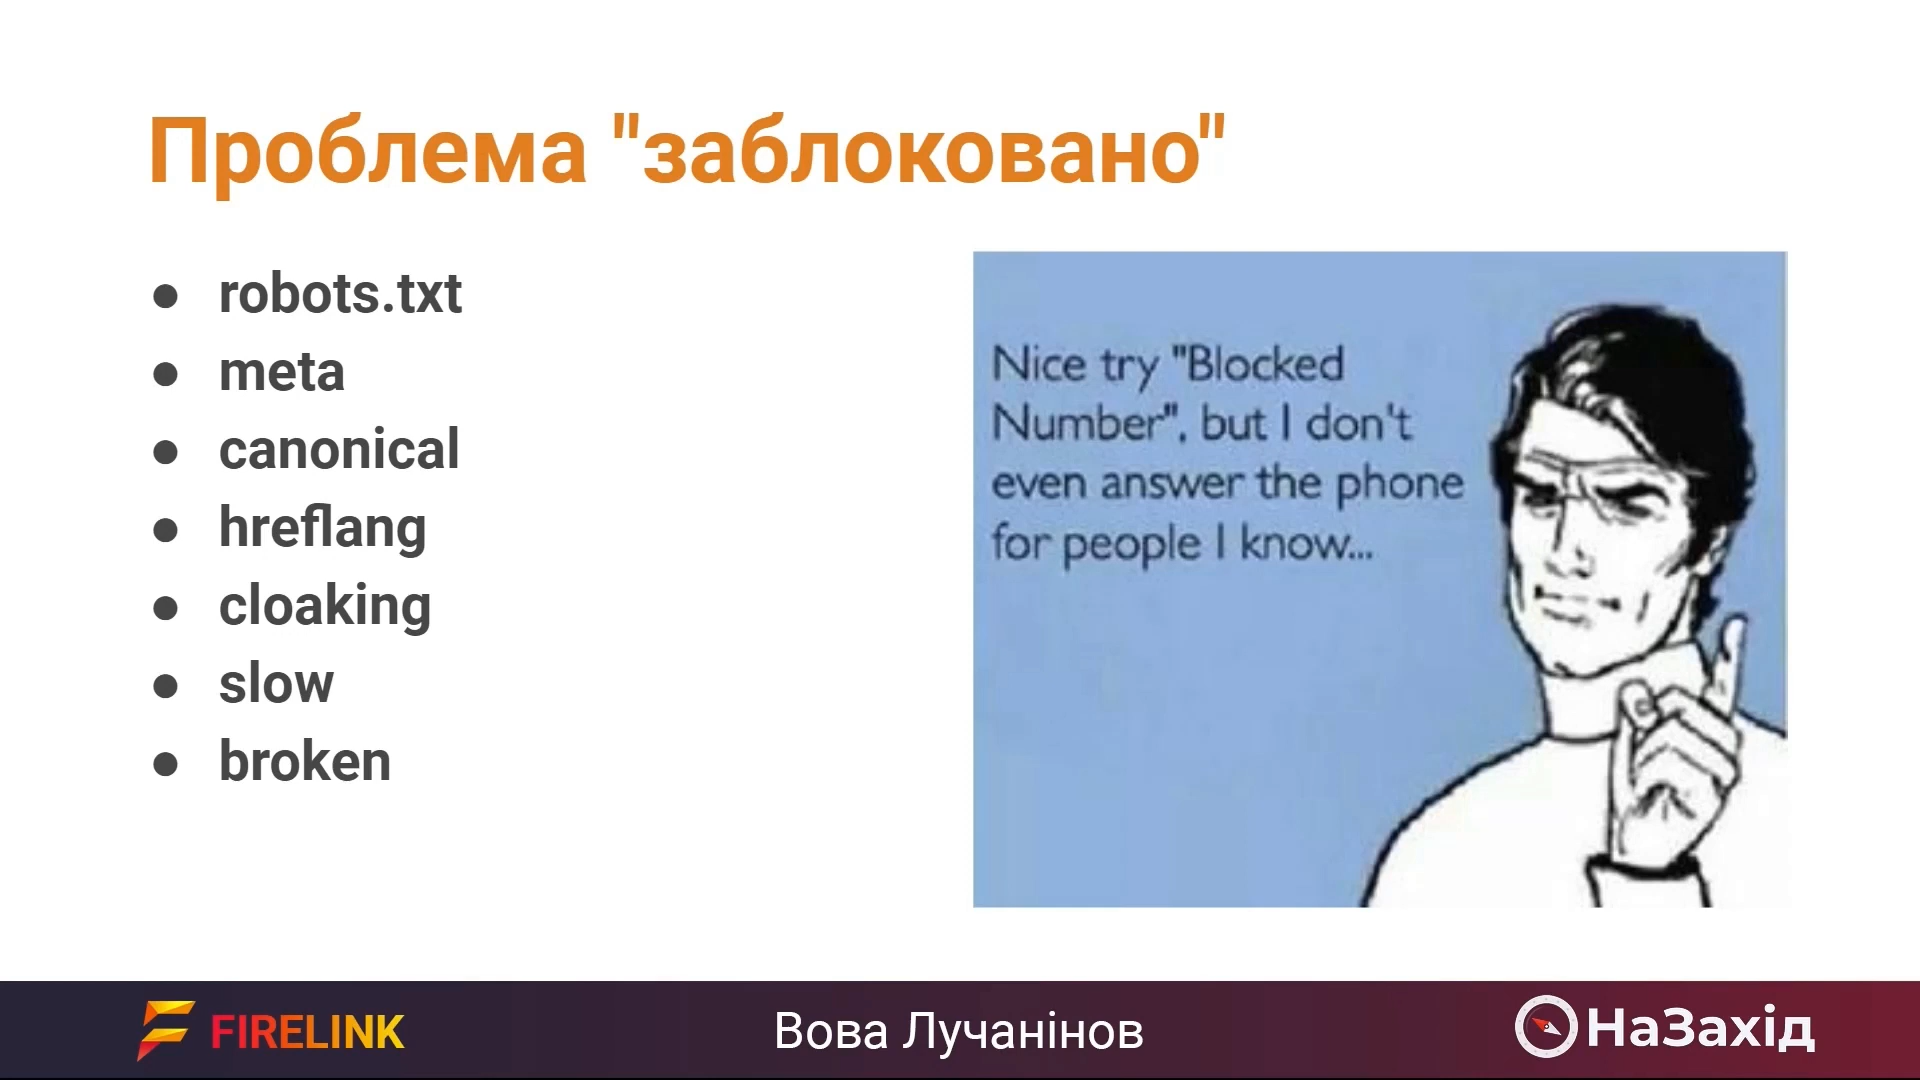 Проблема "заблоковано"
● robots.txt
● meta
● canonical
● hreflang
● cloaking
● slow
● broken
Nice try "Blocked
Number", but I don't
even answer the phone
for people I know...
FIRELINK
Вова Лучанінов
НаЗахід